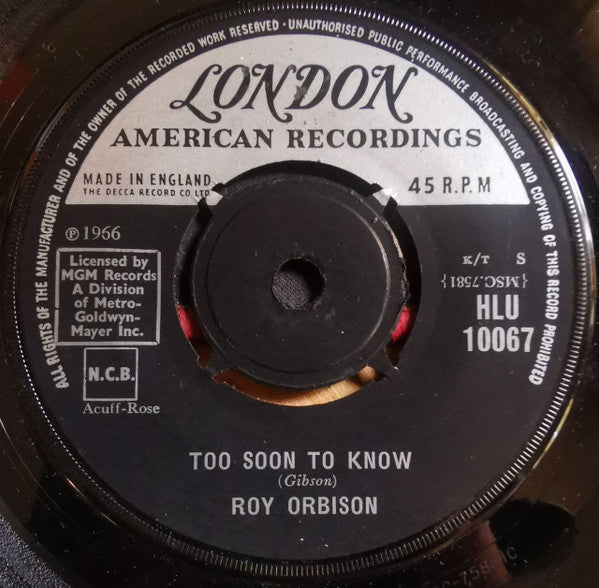 ALL RIGHTS OF THE MANUFACTURER AND OF THE OWNER OF THE RECORDED WORK RESERVED · UNAUTHORISED PUBLIC PERFORMANCE BROADCASTING AND COPYING OF THIS RECORD PROHIBITED
LONDON
AMERICAN RECORDINGS
MADE IN ENGLAND
THE DECCA RECORD CO LTD
45 R.P.M
℗ 1966
Licensed by
MGM Records
A Division
of Metro-
Goldwyn-
Mayer Inc.
S T/K
{MSC.7581{
HLU
10067
N.C.B.
Acuff-Rose
TOO SOON TO KNOW
(Gibson)
ROY ORBISON